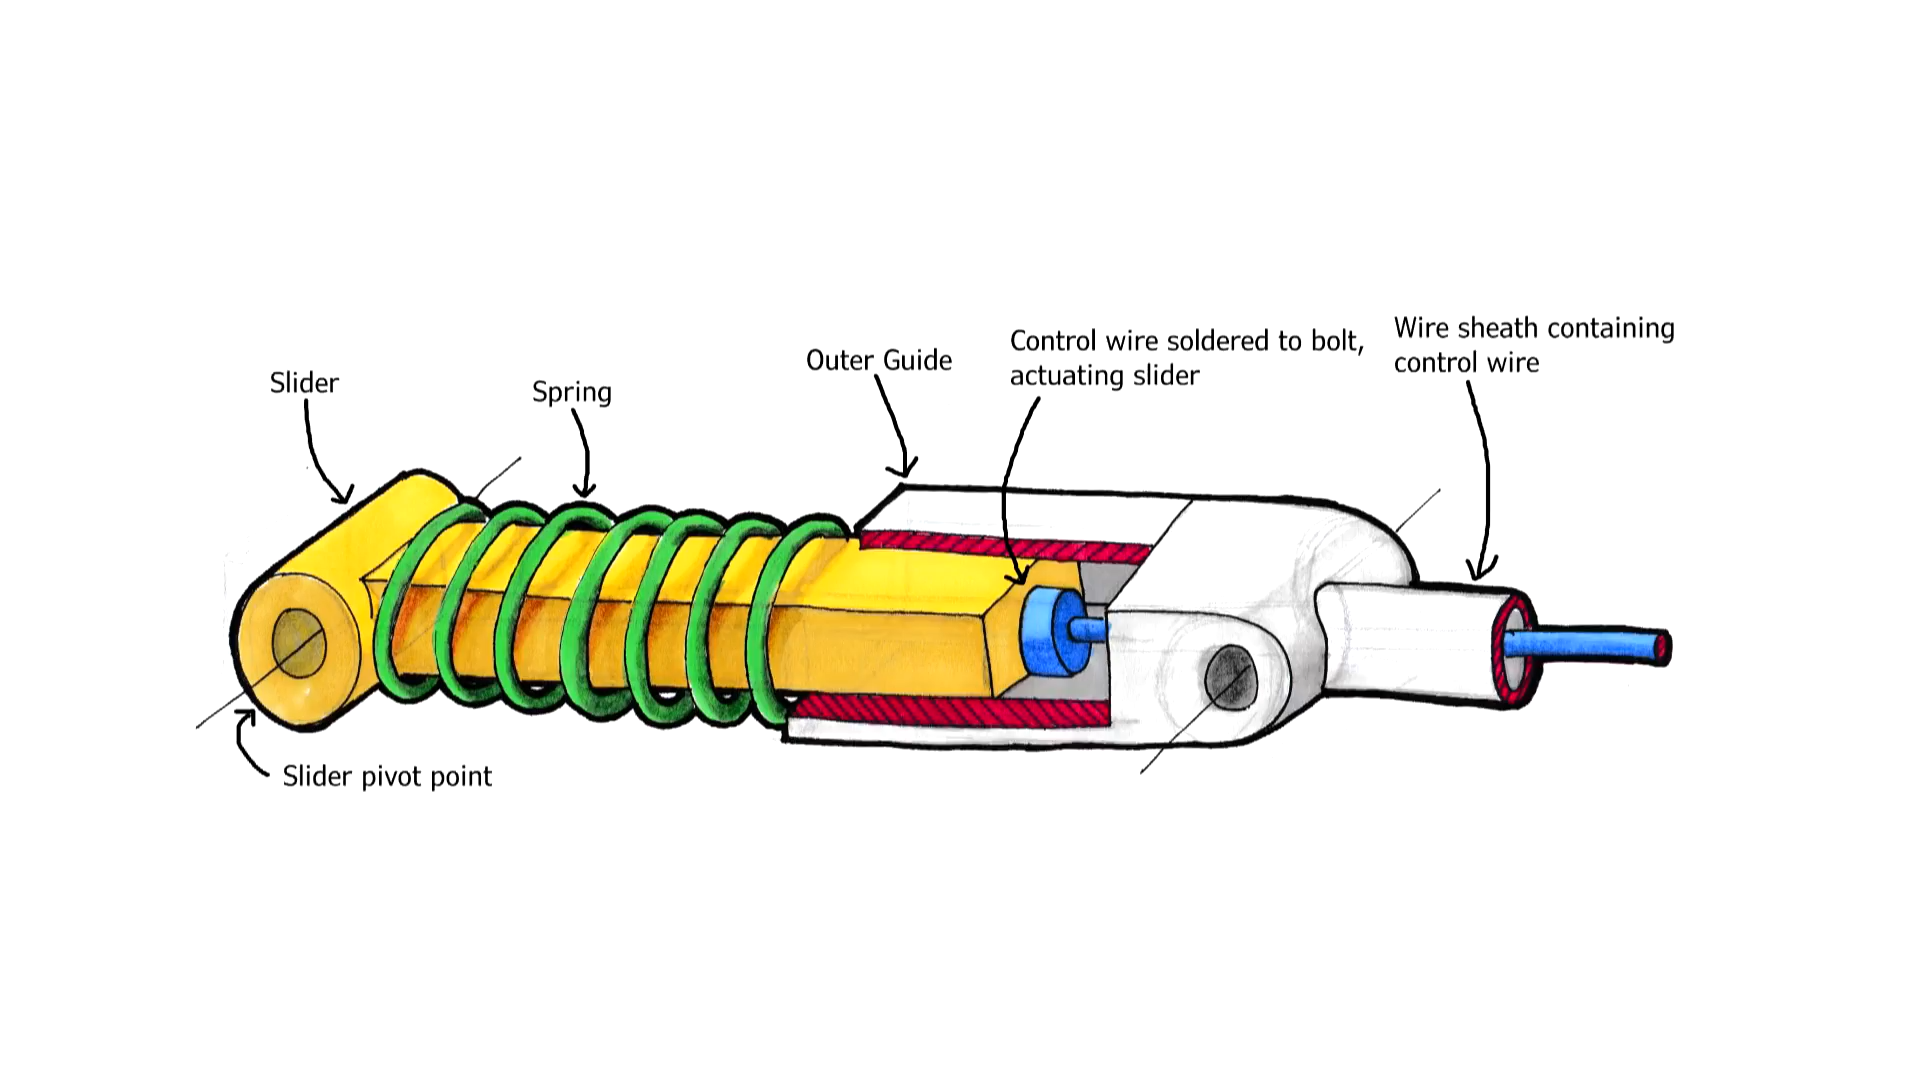 Slider
Spring
Outer Guide
Control wire soldered to bolt,
actuating slider
Wire sheath containing
control wire
Slider pivot point